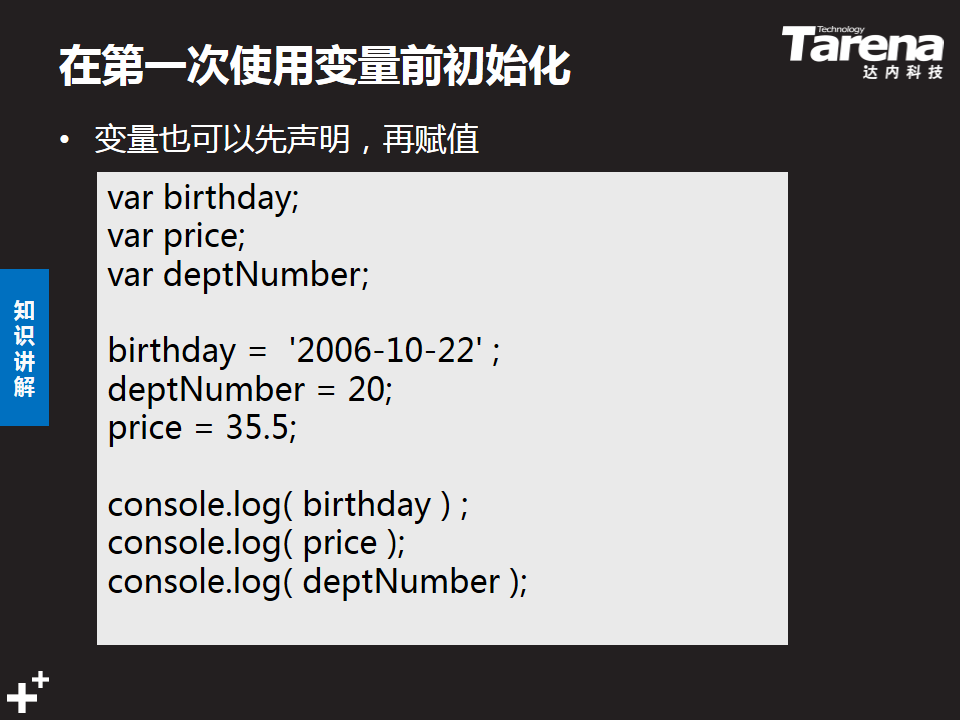 在第一次使用变量前初始化
Technology
Tarena
达内科技
• 变量也可以先声明，再赋值
var birthday;
var price;
var deptNumber;
birthday =  '2006-10-22' ;
deptNumber = 20;
price = 35.5;
console.log( birthday ) ;
console.log( price );
console.log( deptNumber );
知
识
讲
解